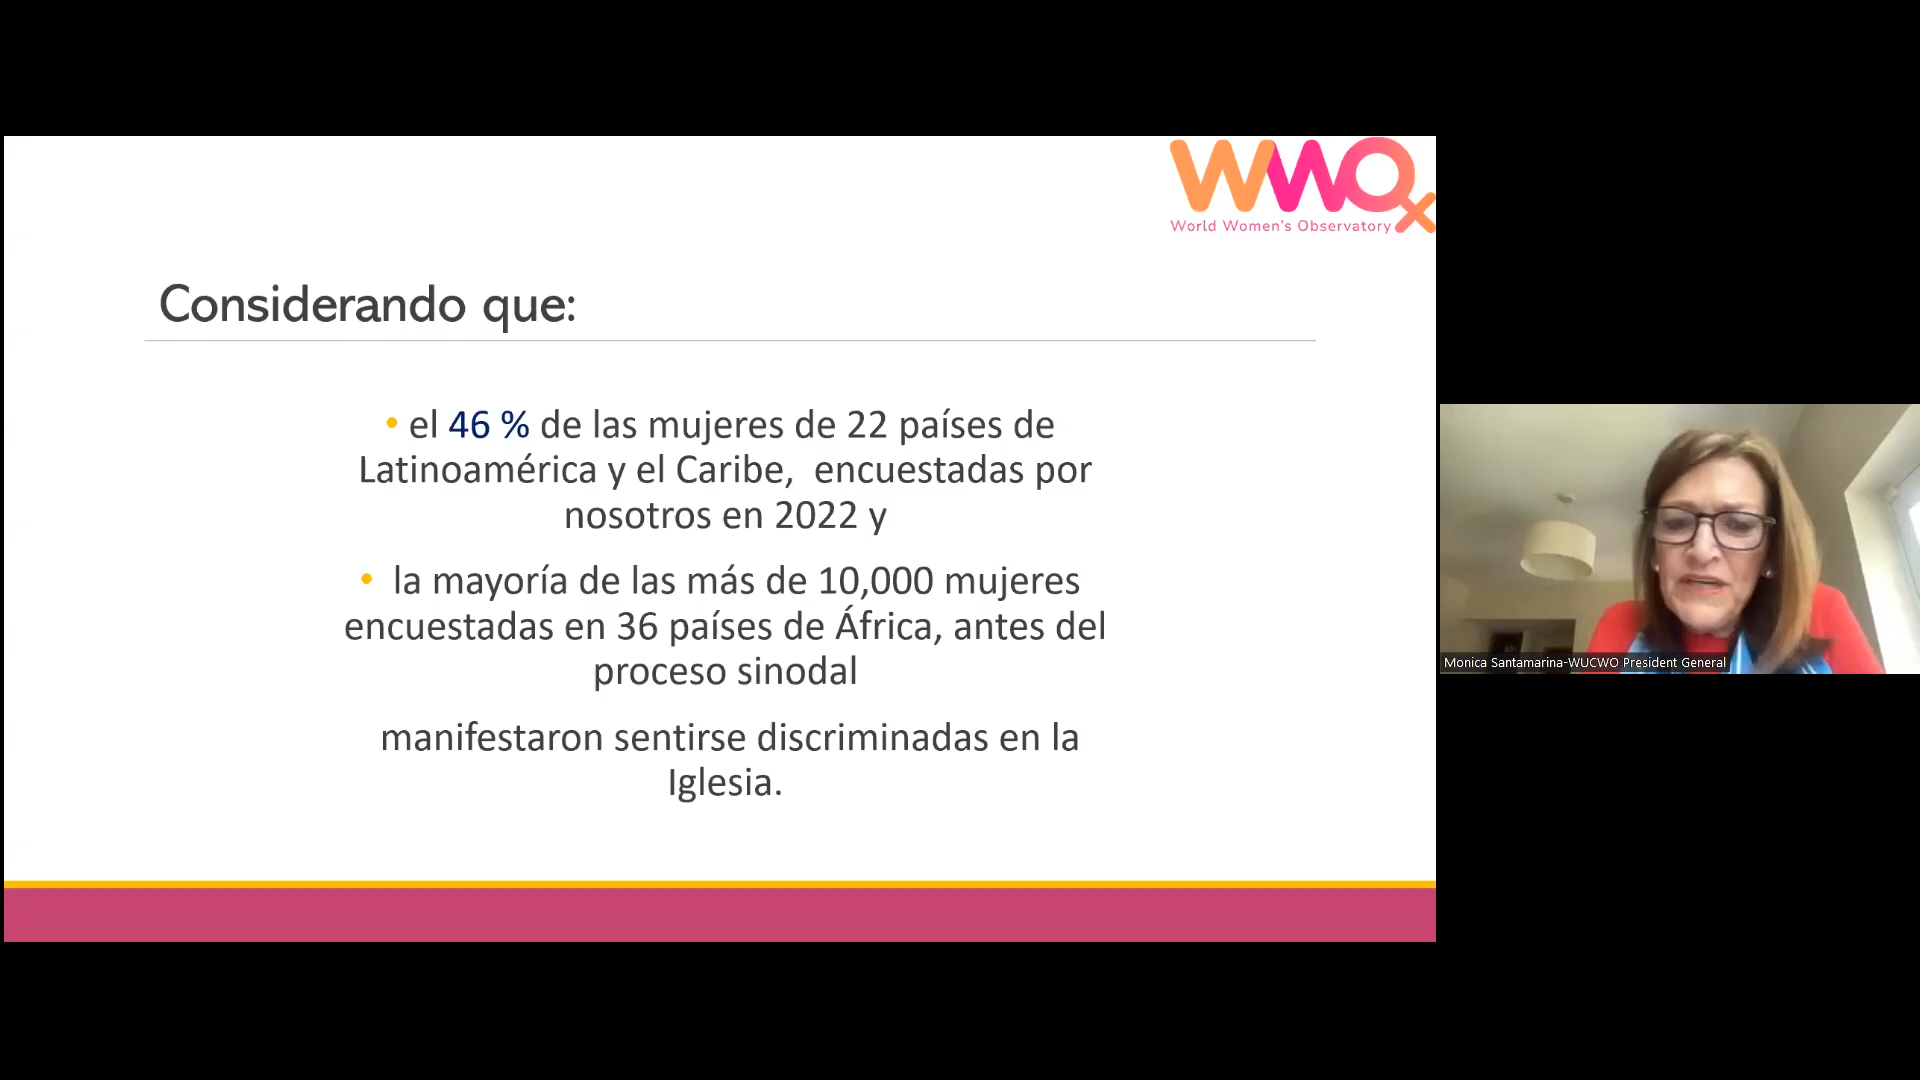 WWO
World Women's Observatory
Considerando que:
• el 46 % de las mujeres de 22 países de
Latinoamérica y el Caribe,  encuestadas por
nosotros en 2022 y
•  la mayoría de las más de 10,000 mujeres
encuestadas en 36 países de África, antes del
proceso sinodal
manifestaron sentirse discriminadas en la
Iglesia.
Monica Santamarina-WUCWO President General